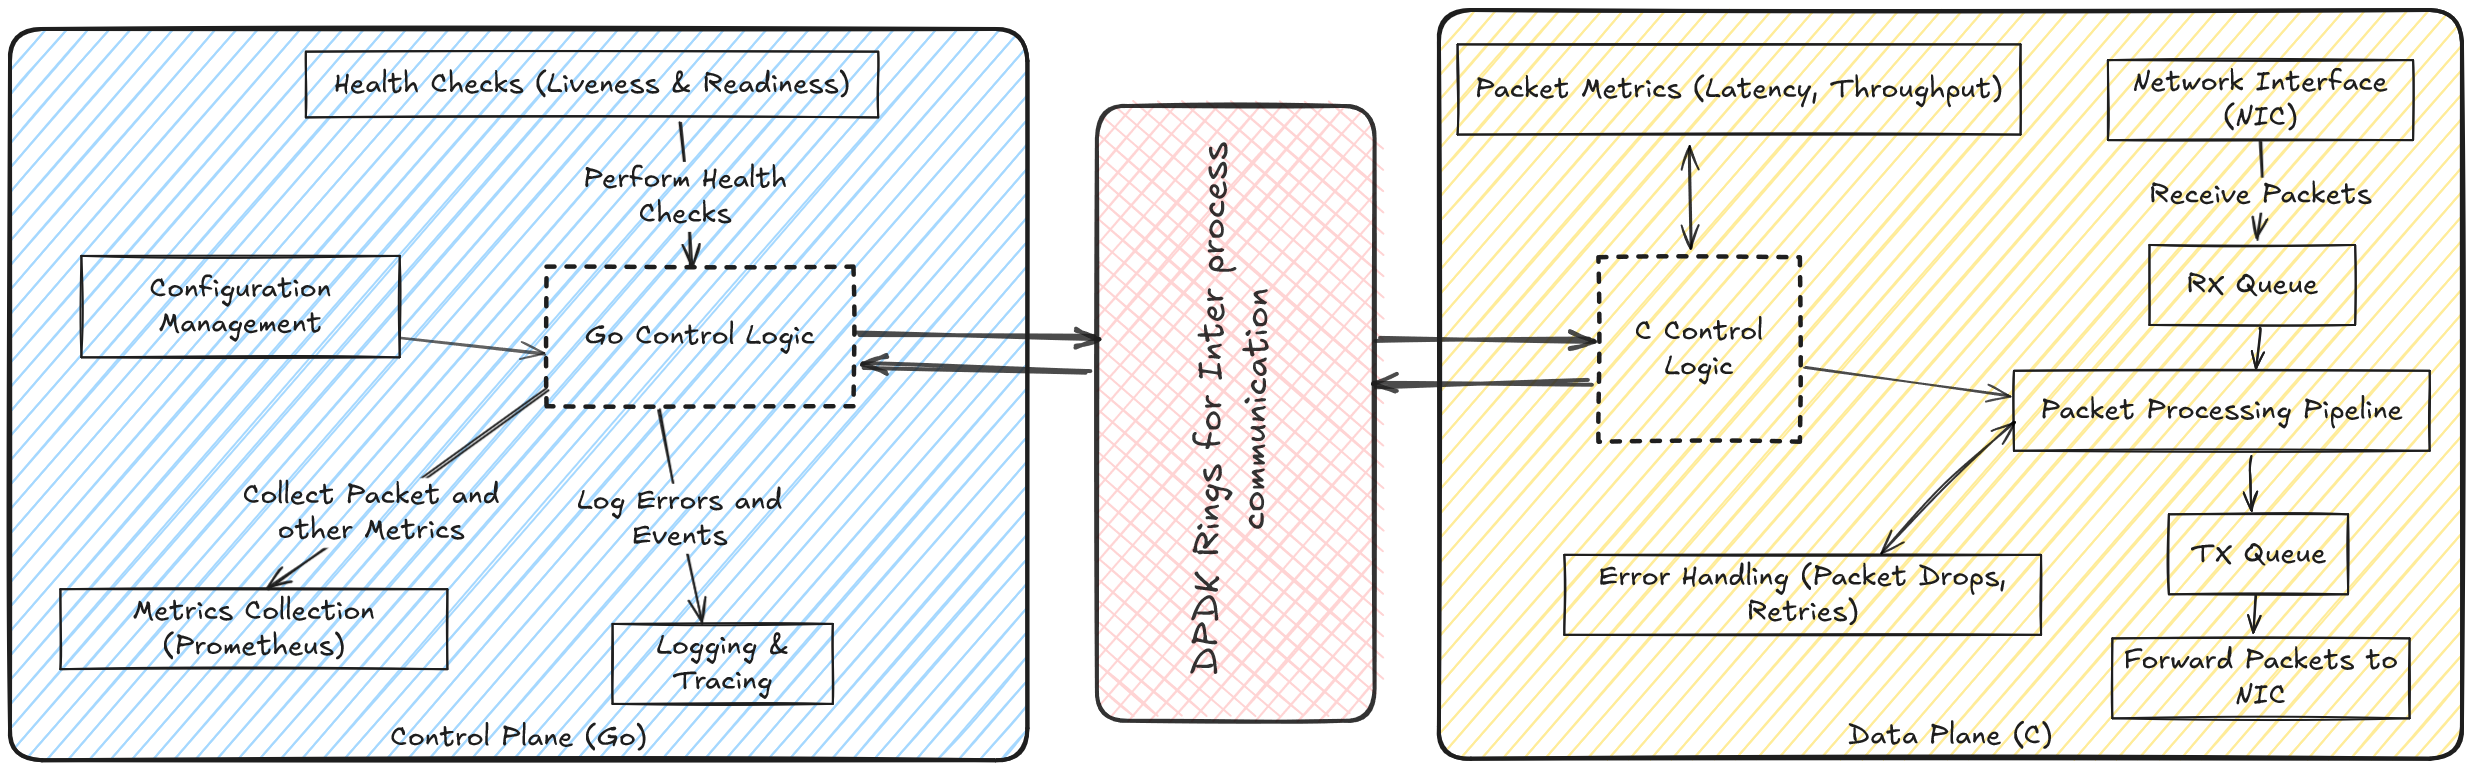 Health Checks (Liveness & Readiness)
Perform Health
Checks
Configuration
Management
Go Control Logic
Collect Packet and
other Metrics
Log Errors and
Events
Metrics Collection
(Prometheus)
Logging &
Tracing
Control Plane (Go)
DPDK Rings for Inter process
communication
Packet Metrics (Latency, Throughput)
Network Interface
(NIC)
Receive Packets
RX Queue
C Control
Logic
Packet Processing Pipeline
Error Handling (Packet Drops,
Retries)
TX Queue
Forward Packets to
NIC
Data Plane (C)